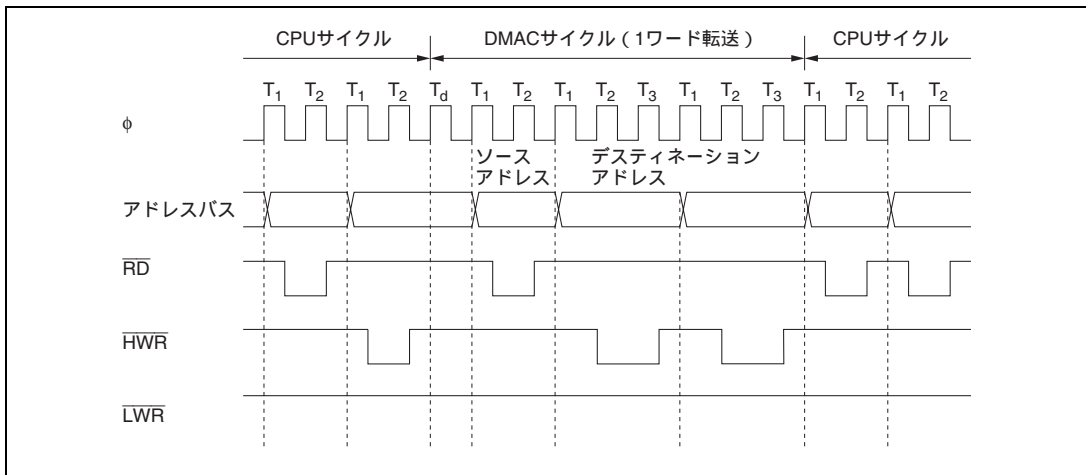 CPUサイクル DMACサイクル（1ワード転送） CPUサイクル
T1 T2 T1 T2 Td T1 T2 T1 T2 T3 T1 T2 T3 T1 T2 T1 T2
φ
ソース
アドレス
デスティネーション
アドレス
アドレスバス
RD
HWR
LWR